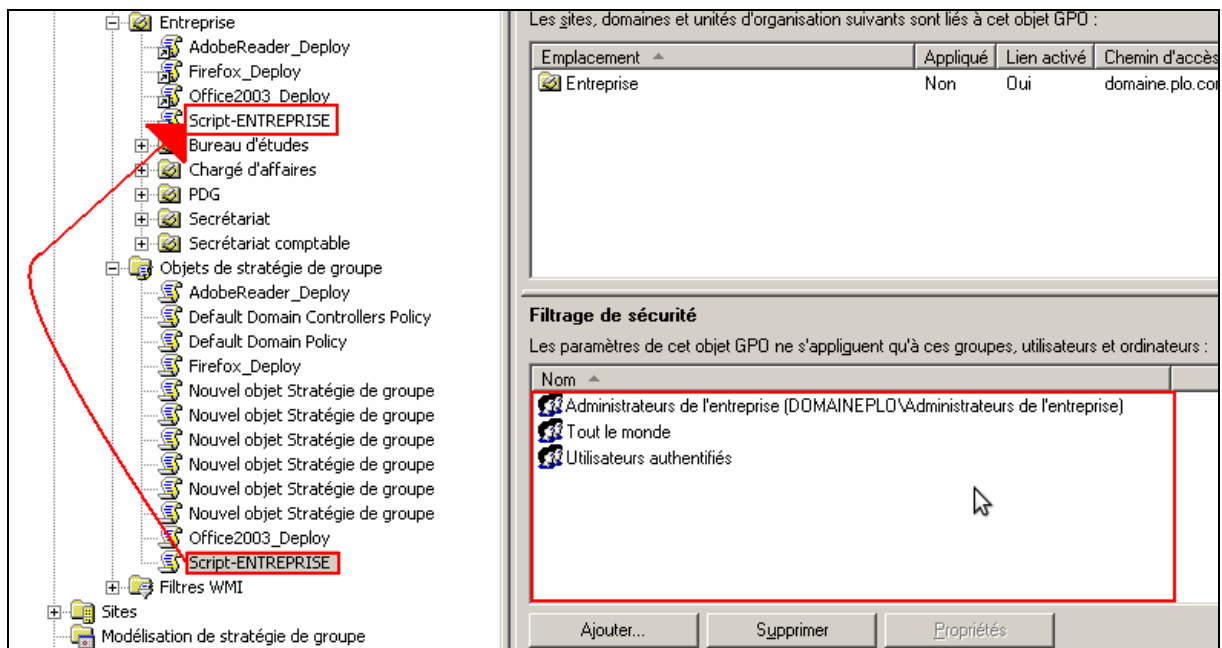 Entreprise
AdobeReader_Deploy
Firefox_Deploy
Office2003_Deploy
Script-ENTREPRISE
Bureau d'études
Chargé d'affaires
PDG
Secrétariat
Secrétariat comptable
Objets de stratégie de groupe
AdobeReader_Deploy
Default Domain Controllers Policy
Default Domain Policy
Firefox_Deploy
Nouvel objet Stratégie de groupe
Nouvel objet Stratégie de groupe
Nouvel objet Stratégie de groupe
Nouvel objet Stratégie de groupe
Nouvel objet Stratégie de groupe
Nouvel objet Stratégie de groupe
Office2003_Deploy
Script-ENTREPRISE
Filtres WMI
Sites
Modélisation de stratégie de groupe
Les sites, domaines et unités d'organisation suivants sont liés à cet objet GPO :
Emplacement Appliqué Lien activé Chemin d'accès
Entreprise Non Oui domaine.plo.cor
Filtrage de sécurité
Les paramètres de cet objet GPO ne s'appliguent qu'à ces groupes, utilisateurs et ordinateurs :
Nom
Administrateurs de l'entreprise (DOMAINEPLO\Administrateurs de l'entreprise)
Tout le monde
Utilisateurs authentifiés
Ajouter... Supprimer Propriétés